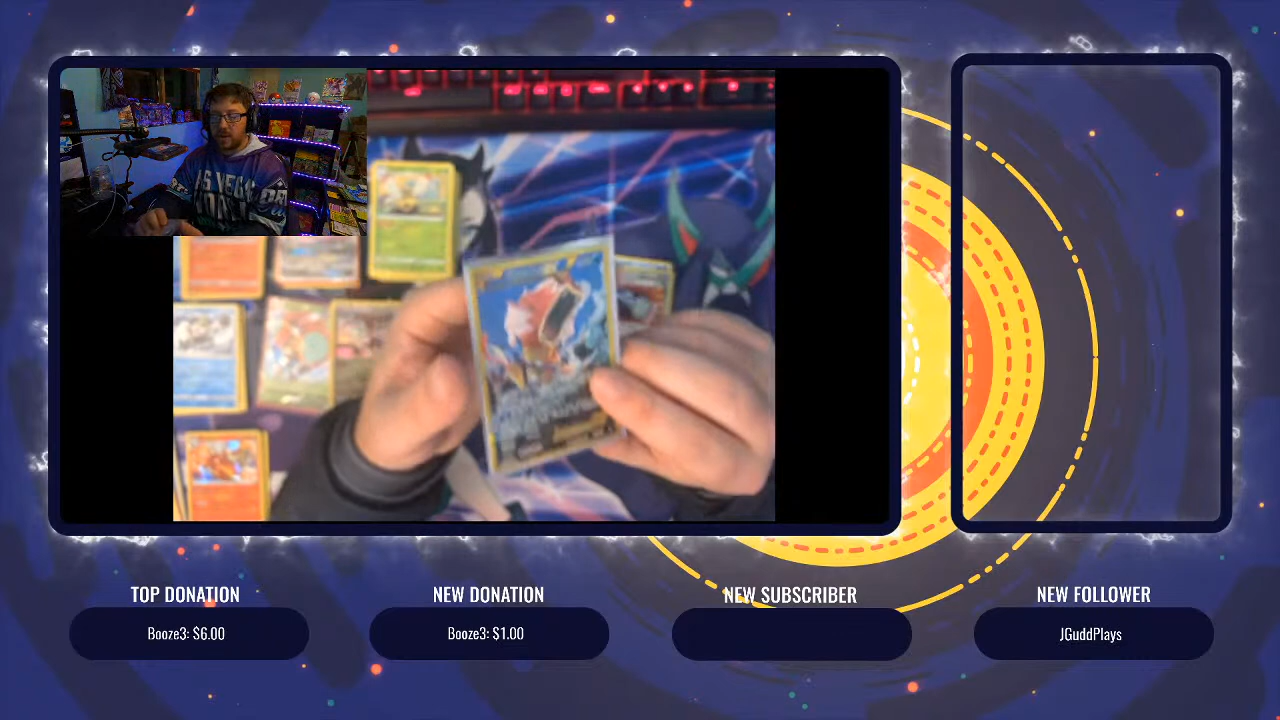 TOP DONATION
Booze3: $6.00
NEW DONATION
Booze3: $1.00
NEW SUBSCRIBER
NEW FOLLOWER
JGuddPlays